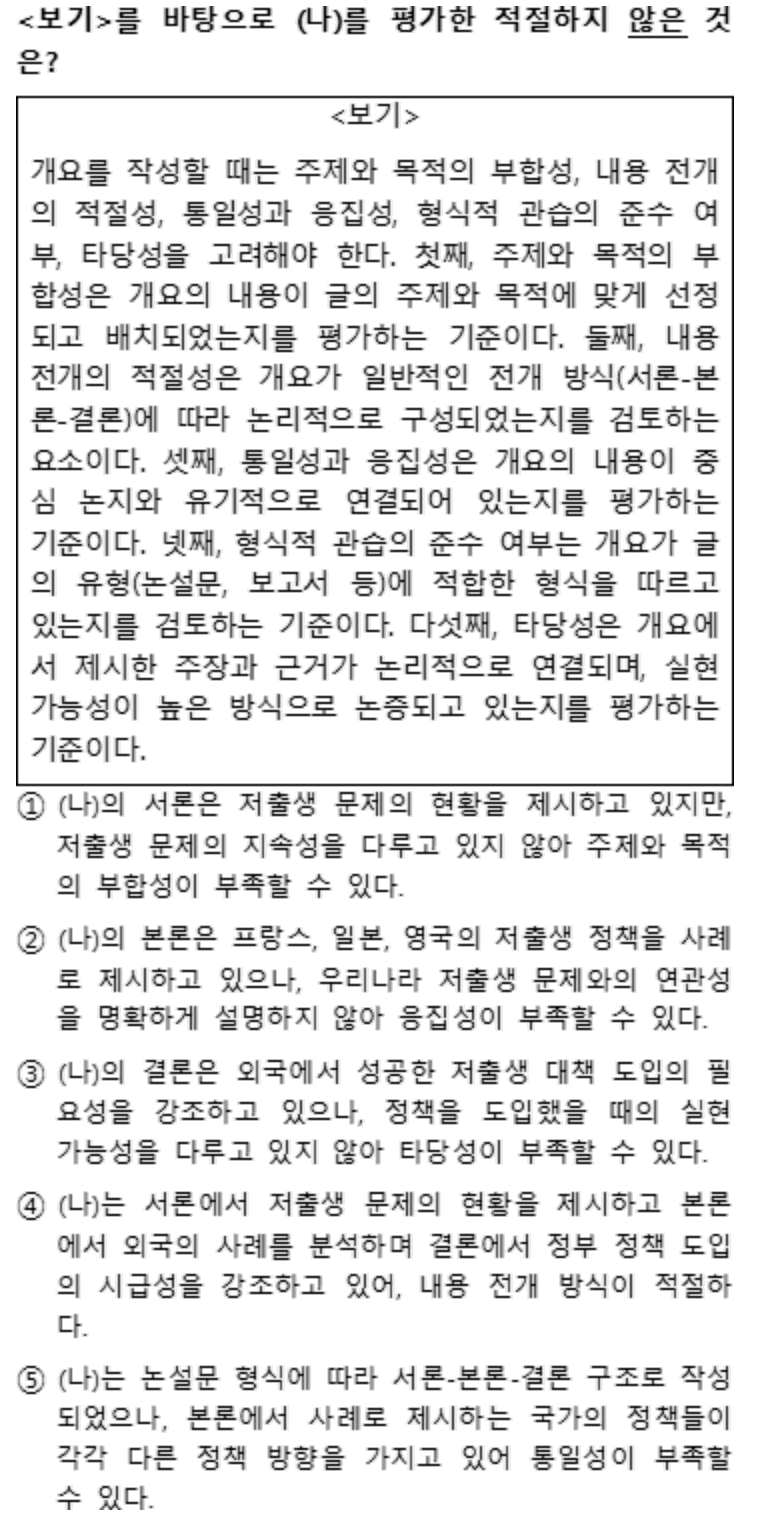 <보기>를 바탕으로 (나)를 평가한 적절하지 않은 것
은?
<보기>
개요를 작성할 때는 주제와 목적의 부합성, 내용 전개
의 적절성, 통일성과 응집성, 형식적 관습의 준수 여
부, 타당성을 고려해야 한다. 첫째, 주제와 목적의 부
합성은 개요의 내용이 글의 주제와 목적에 맞게 선정
되고 배치되었는지를 평가하는 기준이다. 둘째, 내용
전개의 적절성은 개요가 일반적인 전개 방식(서론-본
론-결론)에 따라 논리적으로 구성되었는지를 검토하는
요소이다. 셋째, 통일성과 응집성은 개요의 내용이 중
심 논지와 유기적으로 연결되어 있는지를 평가하는
기준이다. 넷째, 형식적 관습의 준수 여부는 개요가 글
의 유형(논설문, 보고서 등)에 적합한 형식을 따르고
있는지를 검토하는 기준이다. 다섯째, 타당성은 개요에
서 제시한 주장과 근거가 논리적으로 연결되며, 실현
가능성이 높은 방식으로 논증되고 있는지를 평가하는
기준이다.
① (나)의 서론은 저출생 문제의 현황을 제시하고 있지만,
저출생 문제의 지속성을 다루고 있지 않아 주제와 목적
의 부합성이 부족할 수 있다.
② (나)의 본론은 프랑스, 일본, 영국의 저출생 정책을 사례
로 제시하고 있으나, 우리나라 저출생 문제와의 연관성
을 명확하게 설명하지 않아 응집성이 부족할 수 있다.
③ (나)의 결론은 외국에서 성공한 저출생 대책 도입의 필
요성을 강조하고 있으나, 정책을 도입했을 때의 실현
가능성을 다루고 있지 않아 타당성이 부족할 수 있다.
④ (나)는 서론에서 저출생 문제의 현황을 제시하고 본론
에서 외국의 사례를 분석하며 결론에서 정부 정책 도입
의 시급성을 강조하고 있어, 내용 전개 방식이 적절하
다.
⑤ (나)는 논설문 형식에 따라 서론-본론-결론 구조로 작성
되었으나, 본론에서 사례로 제시하는 국가의 정책들이
각각 다른 정책 방향을 가지고 있어 통일성이 부족할
수 있다.